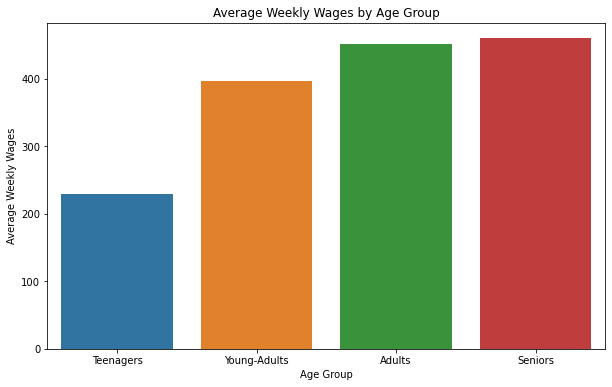 Average Weekly Wages by Age Group
Average Weekly Wages
400
300
200
100
0
Teenagers Young-Adults Adults Seniors
Age Group